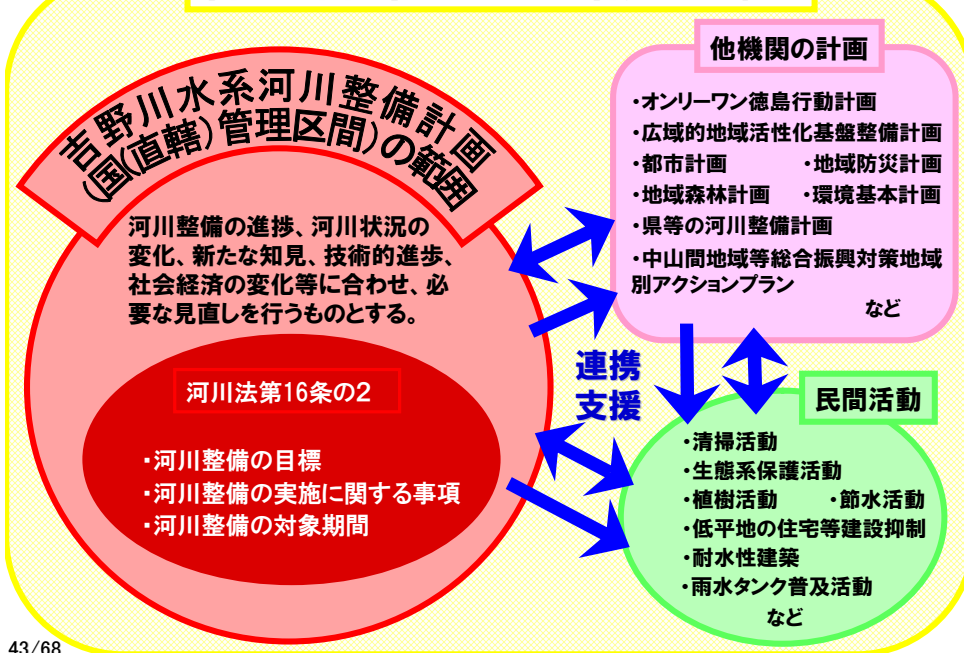 吉野川水系河川整備計画
(国(直轄)管理区間)の範囲
河川整備の進捗、河川状況の
変化、新たな知見、技術的進歩、
社会経済の変化等に合わせ、必
要な見直しを行うものとする。
河川法第16条の2
・河川整備の目標
・河川整備の実施に関する事項
・河川整備の対象期間
他機関の計画
・オンリーワン徳島行動計画
・広域的地域活性化基盤整備計画
・都市計画 ・地域防災計画
・地域森林計画 ・環境基本計画
・県等の河川整備計画
・中山間地域等総合振興対策地域
別アクションプラン
など
連携
支援
民間活動
・清掃活動
・生態系保護活動
・植樹活動 ・節水活動
・低平地の住宅等建設抑制
・耐水性建築
・雨水タンク普及活動
など
43/68